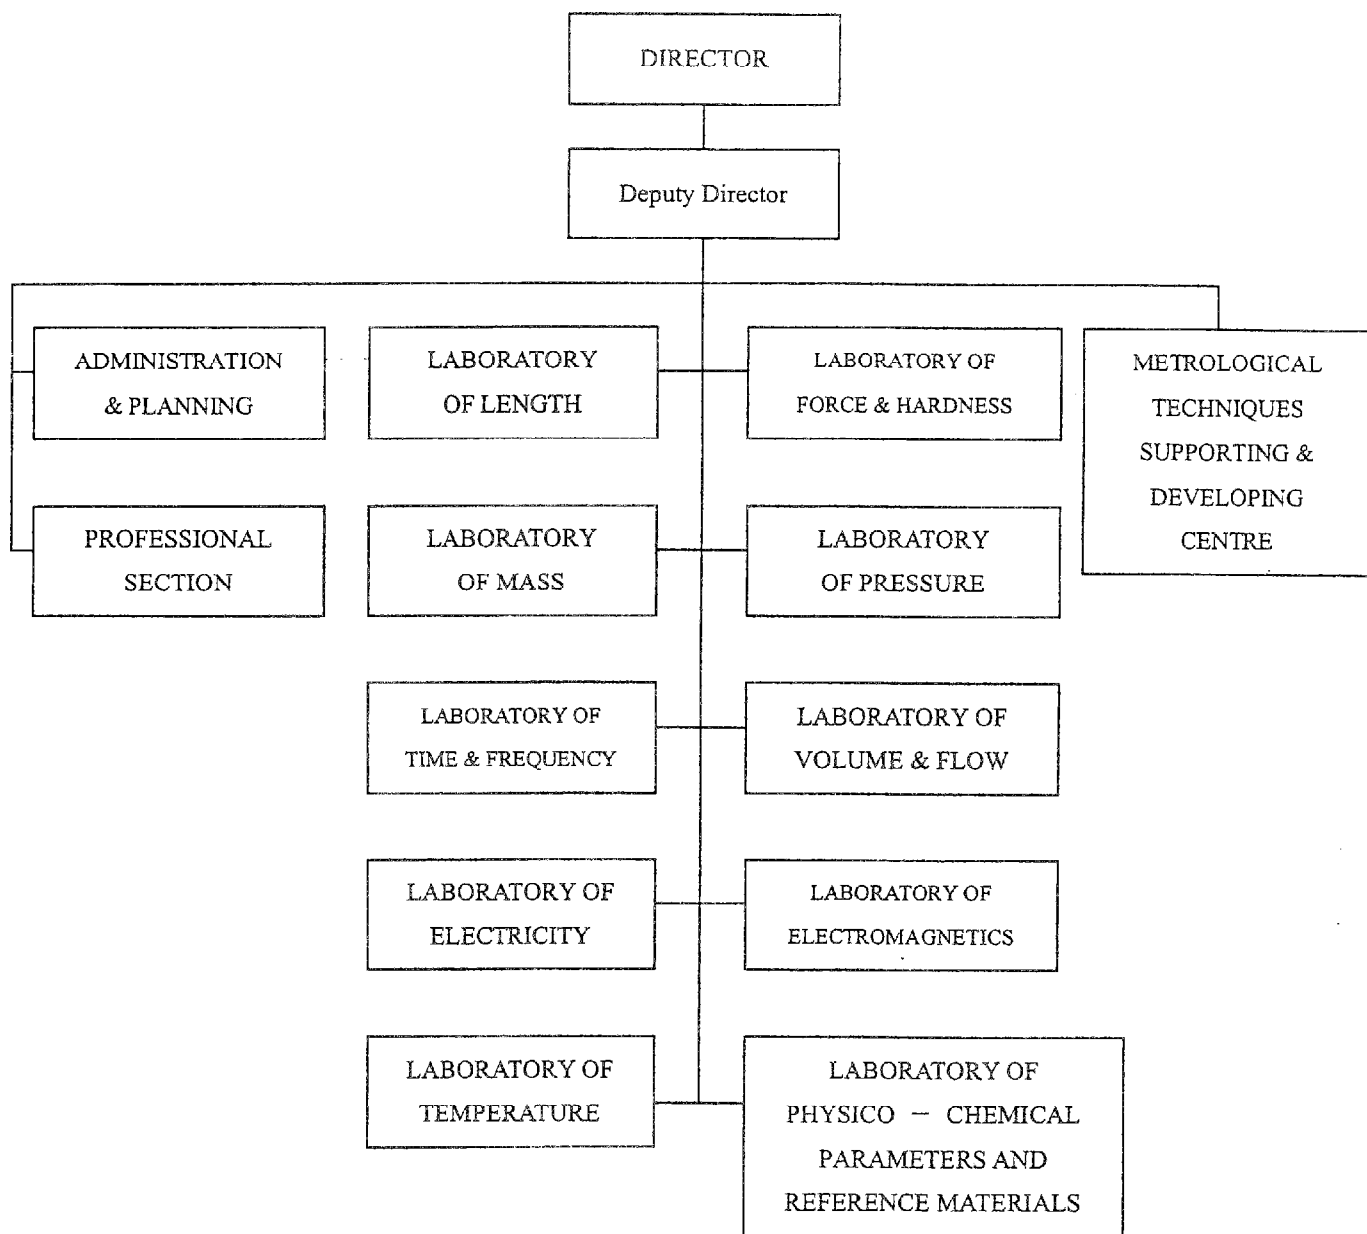 DIRECTOR
Deputy Director
ADMINISTRATION
& PLANNING
LABORATORY
OF LENGTH
LABORATORY OF
FORCE & HARDNESS
METROLOGICAL
TECHNIQUES
SUPPORTING &
DEVELOPING
CENTRE
PROFESSIONAL
SECTION
LABORATORY
OF MASS
LABORATORY
OF PRESSURE
LABORATORY OF
TIME & FREQUENCY
LABORATORY OF
VOLUME & FLOW
LABORATORY OF
ELECTRICITY
LABORATORY OF
ELECTROMAGNETICS
LABORATORY OF
TEMPERATURE
LABORATORY OF
PHYSICO — CHEMICAL
PARAMETERS AND
REFERENCE MATERIALS